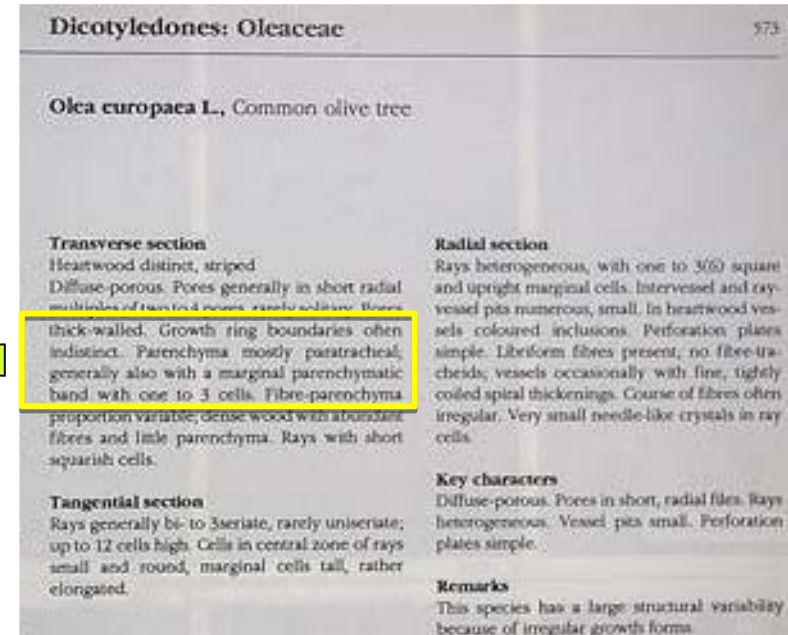 Dicotyledones: Oleaceae
573
Olea europaea L., Common olive tree
Transverse section
Heartwood distinct, striped
Diffuse-porous. Pores generally in short radial
multiples of two to 4 pores, rarely solitary. Pores
thick-walled. Growth ring boundaries often
indistinct. Parenchyma mostly paratracheal;
generally also with a marginal parenchymatic
band with one to 3 cells. Fibre-parenchyma
proportion variable; dense wood with abundant
fibres and little parenchyma. Rays with short
squarish cells.
Tangential section
Rays generally bi- to 3seriate, rarely uniseriate;
up to 12 cells high. Cells in central zone of rays
small and round, marginal cells tall, rather
elongated.
Radial section
Rays heterogeneous, with one to square
and upright marginal cells. Intervessel and ray-
vessel pits numerous, small. In heartwood ves-
sels coloured inclusions. Perforation plates
simple. Libriform fibres present, no fibre-tra-
cheids, vessels occasionally with fine, tightly
coiled spiral thickenings. Course of fibres often
irregular. Very small needle-like crystals in ray
cells.
Key characters
Diffuse-porous. Pores in short, radial files. Rays
heterogeneous. Vessel pits small. Perforation
plates simple.
Remarks
This species has a large structural variability
because of irregular growth forms.